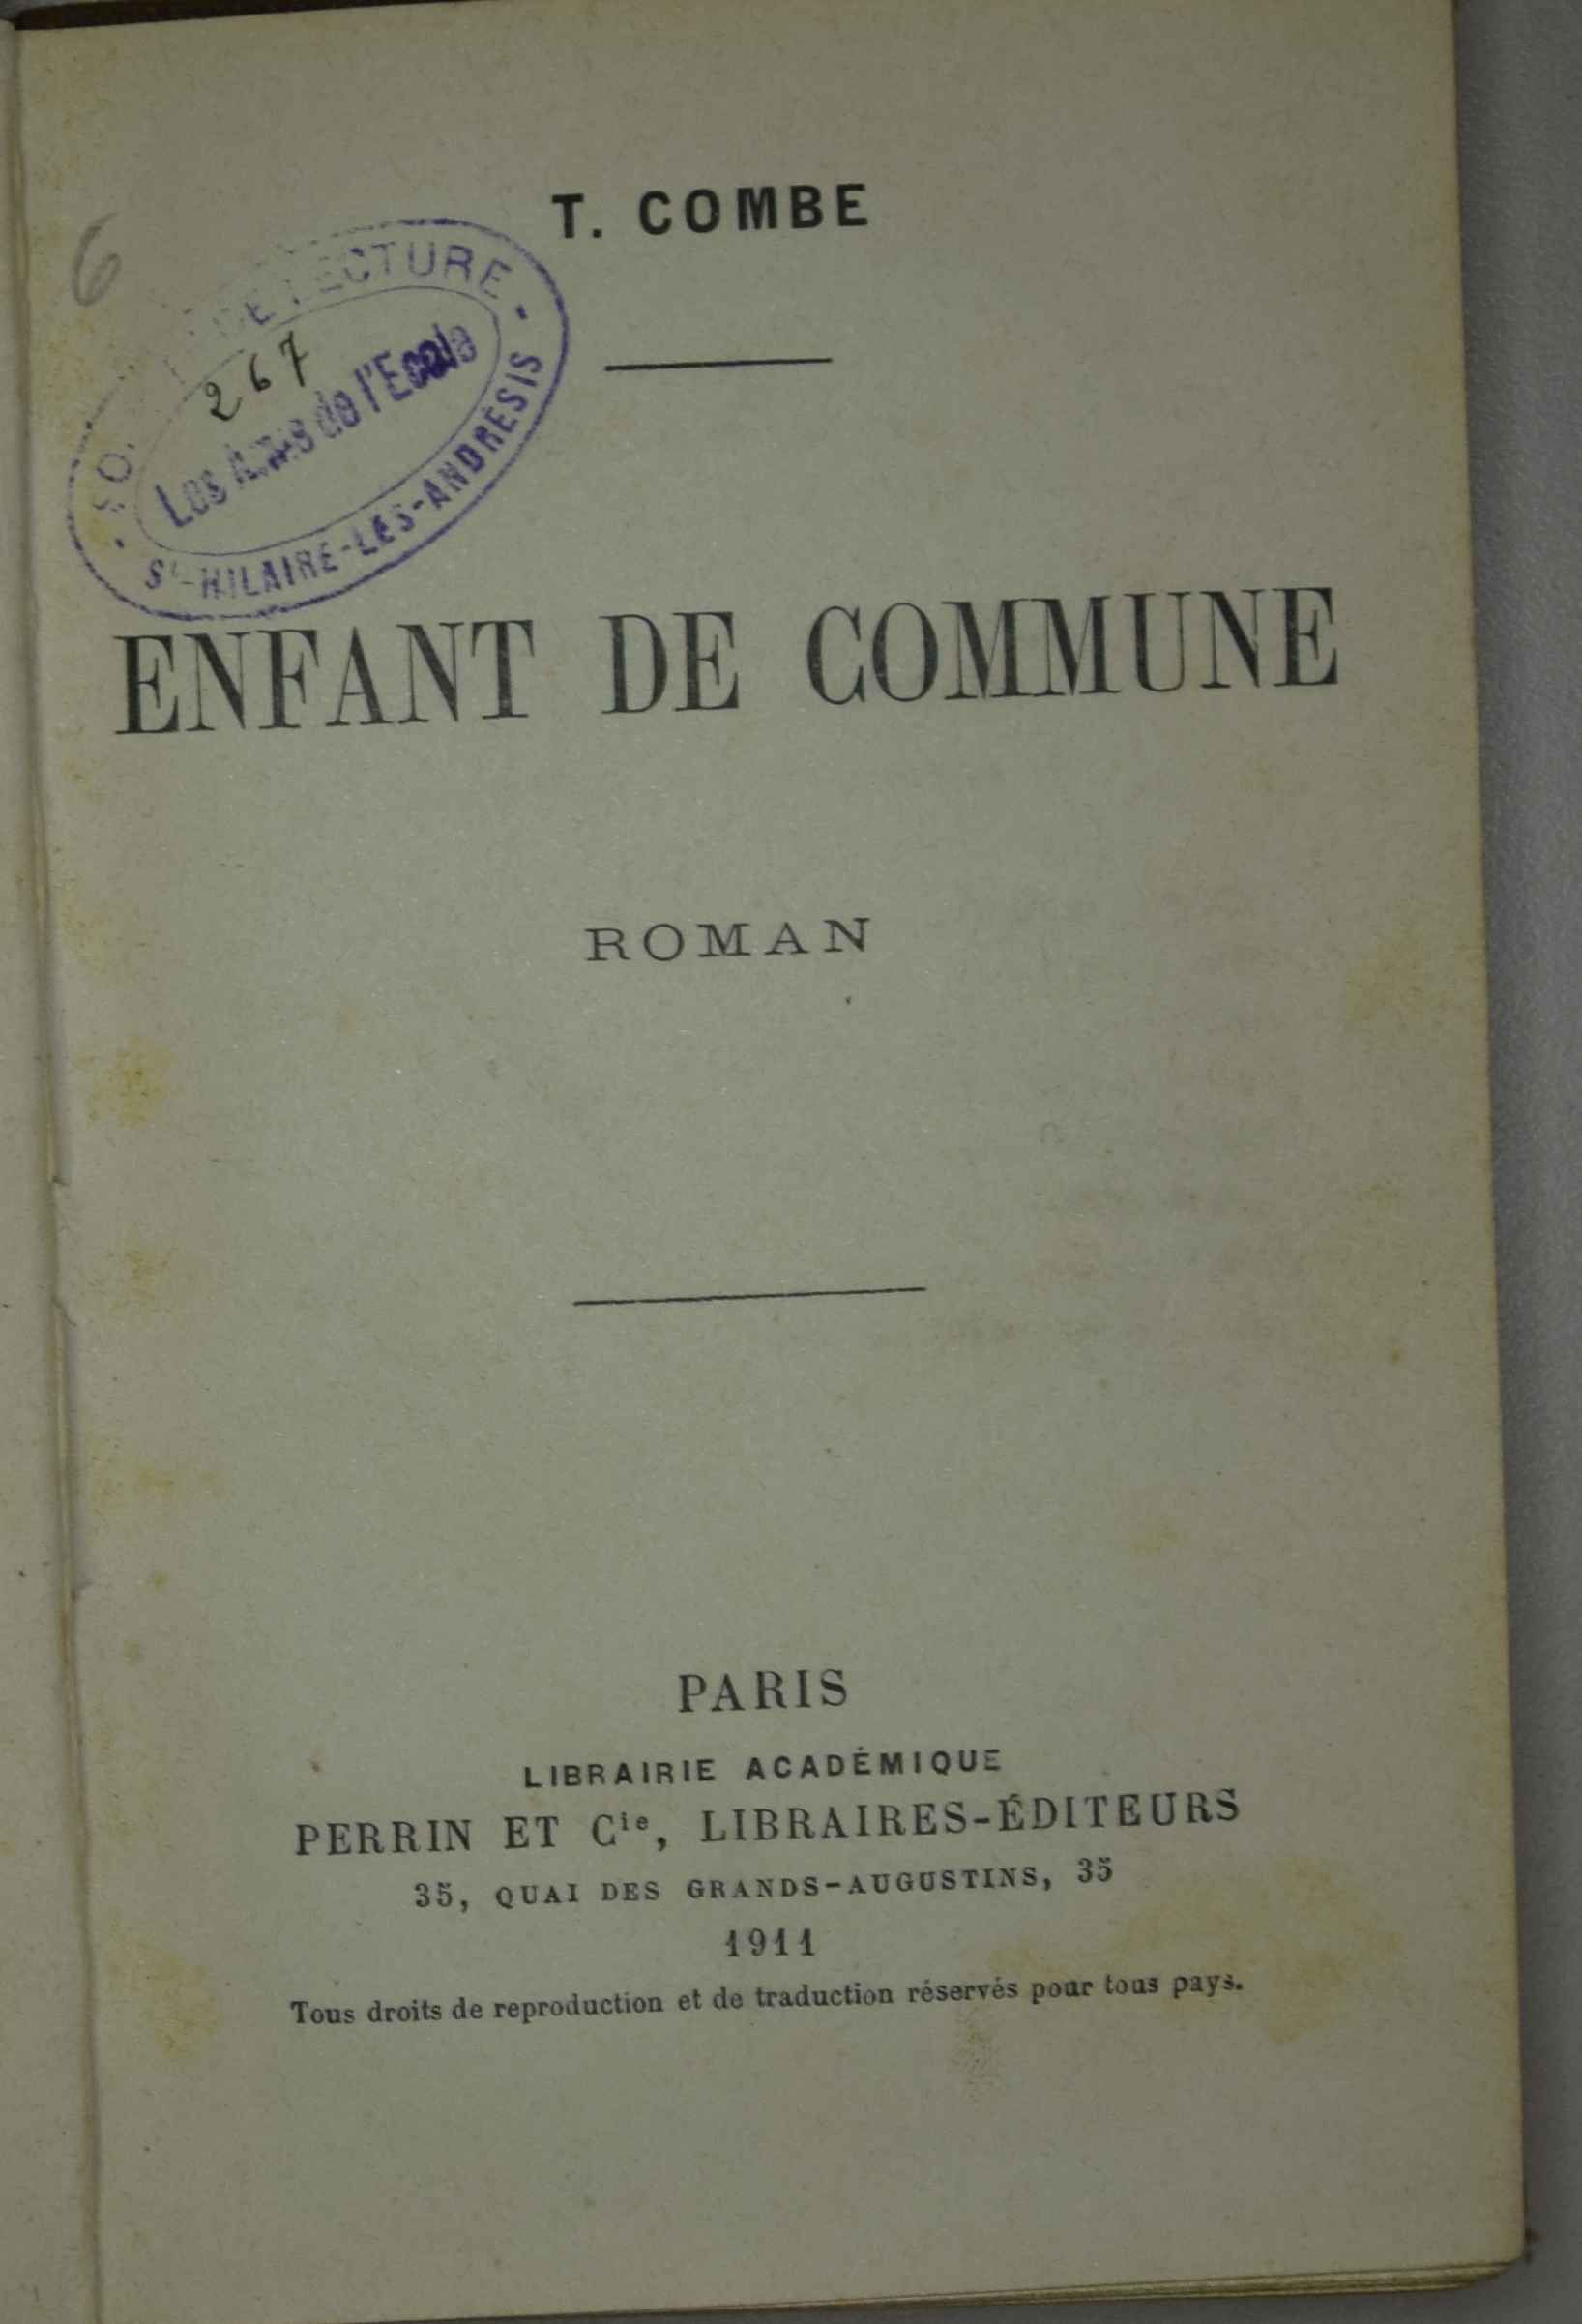 T. COMBE
6
DE LECTURE
267
Les Amis de l'Ecole
St-HILAIRE-LES-ANDRÉSIS
ENFANT DE COMMUNE
ROMAN
PARIS
LIBRAIRIE ACADÉMIQUE
PERRIN ET Cie, LIBRAIRES-ÉDITEURS
35, QUAI DES GRANDS-AUGUSTINS, 35
1911
Tous droits de reproduction et de traduction réservés pour tous pays.